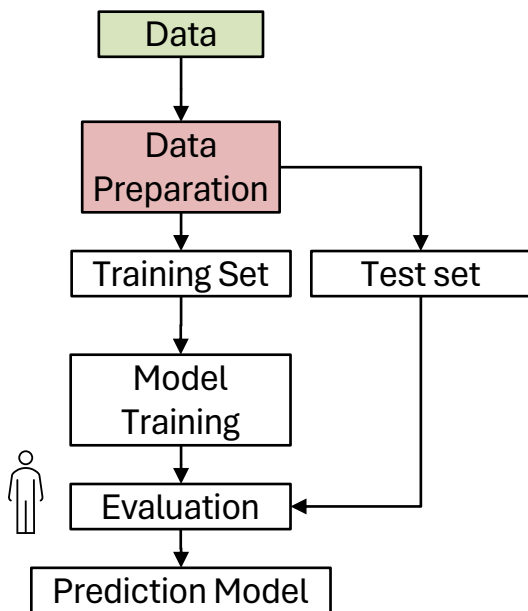 Data
Data
Preparation
Training Set
Test set
Model
Training
Evaluation
Prediction Model